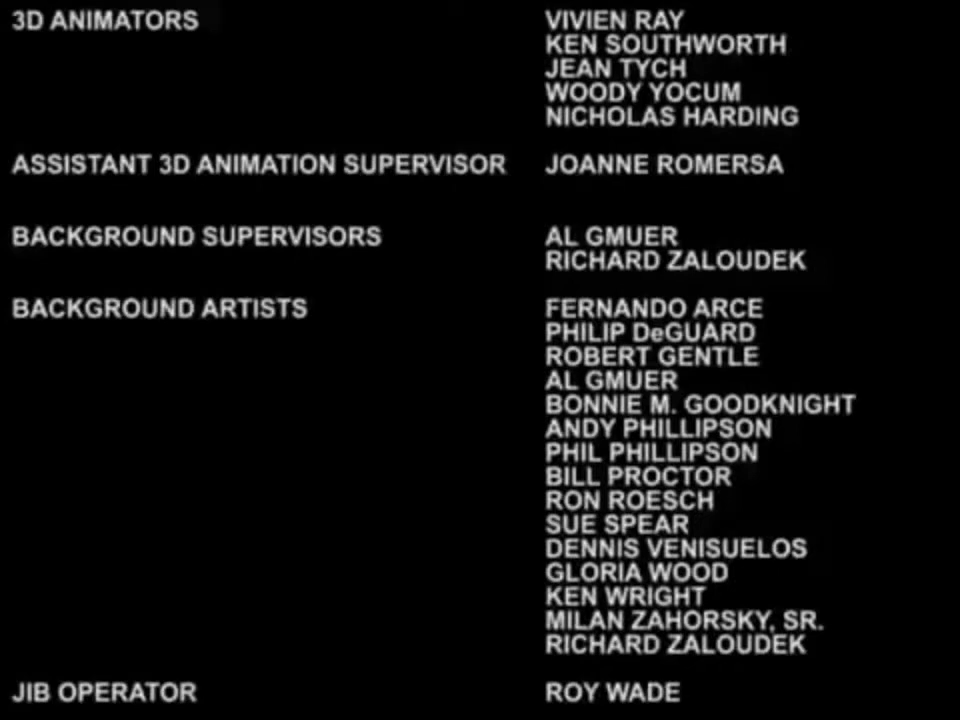 3D ANIMATORS VIVIEN RAY
KEN SOUTHWORTH
JEAN TYCH
WOODY YOCUM
NICHOLAS HARDING
ASSISTANT 3D ANIMATION SUPERVISOR JOANNE ROMERSA
BACKGROUND SUPERVISORS AL GMUER
RICHARD ZALOUDEK
BACKGROUND ARTISTS FERNANDO ARCE
PHILIP DeGUARD
ROBERT GENTLE
AL GMUER
BONNIE M. GOODKNIGHT
ANDY PHILLIPSON
PHIL PHILLIPSON
BILL PROCTOR
RON ROESCH
SUE SPEAR
DENNIS VENISUELOS
GLORIA WOOD
KEN WRIGHT
MILAN ZAHORSKY, SR.
RICHARD ZALOUDEK
JIB OPERATOR ROY WADE